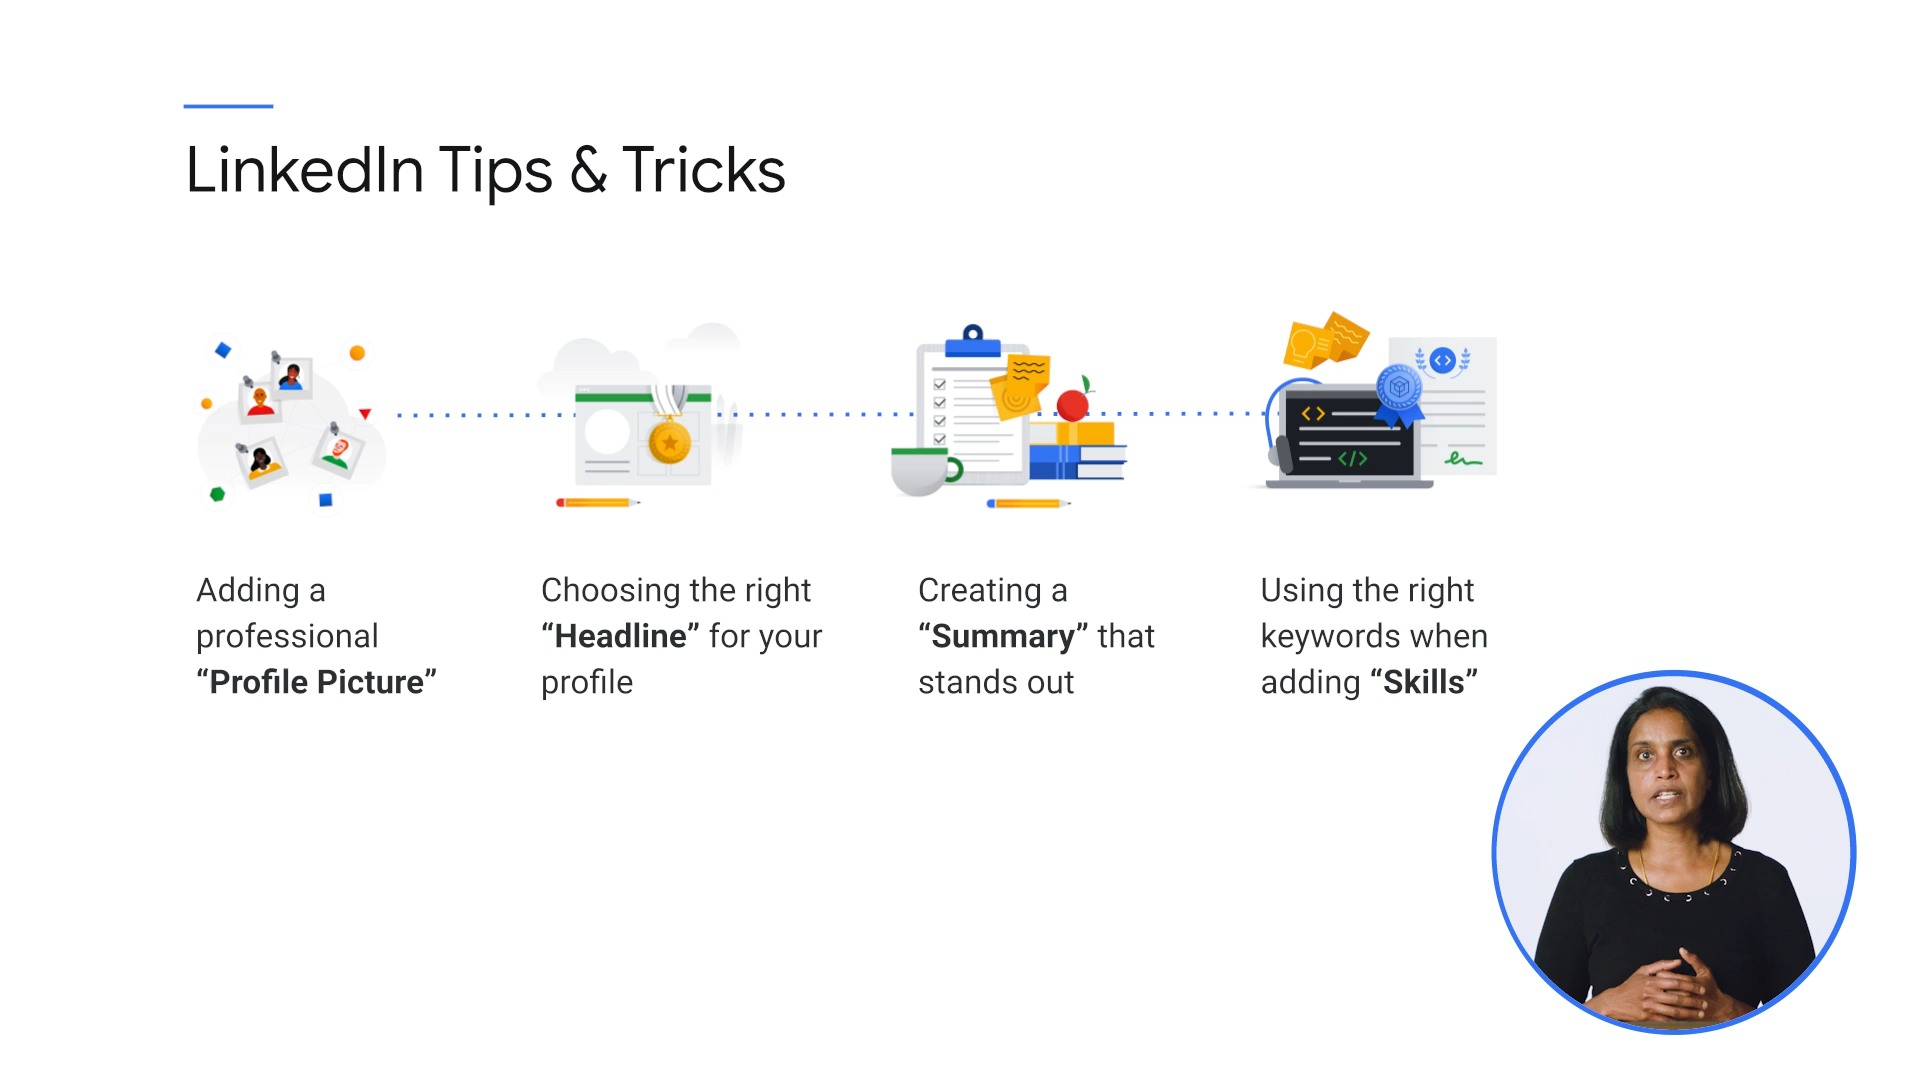 LinkedIn Tips & Tricks
Adding a
professional
“Profile Picture”
Choosing the right
“Headline” for your
profile
Creating a
“Summary” that
stands out
Using the right
keywords when
adding “Skills”